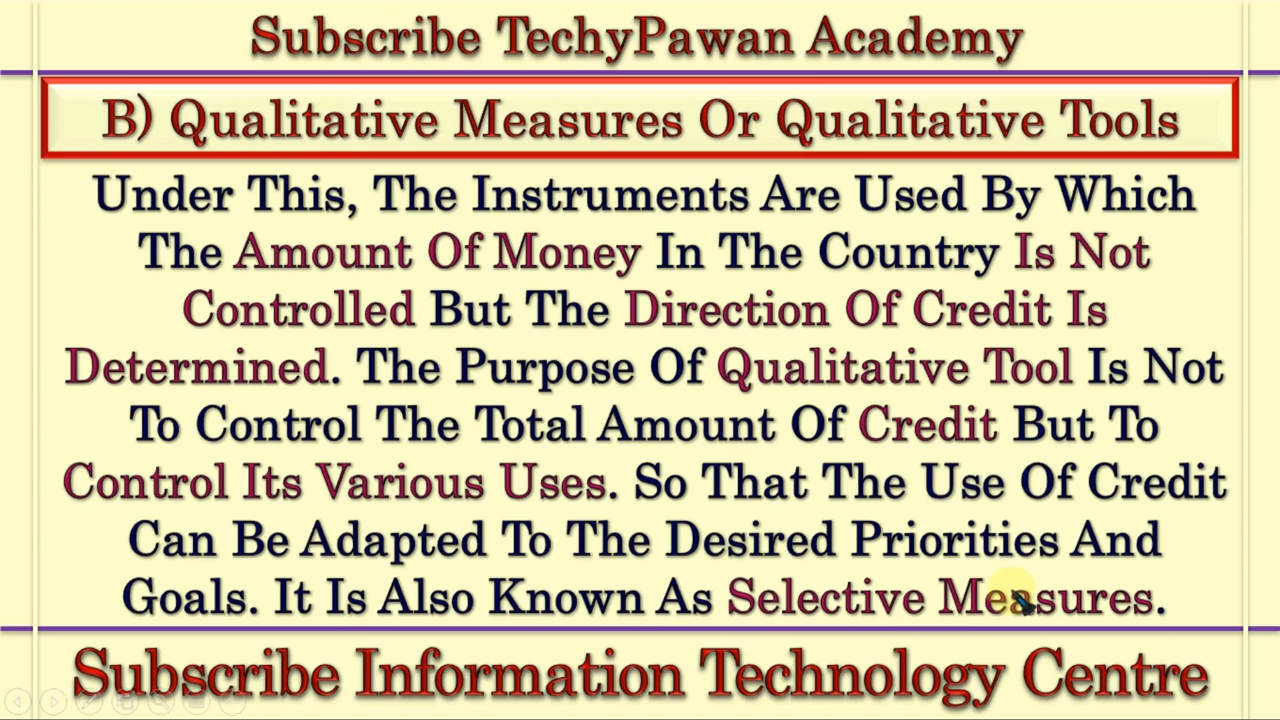 Subscribe TechyPawan Academy
B) Qualitative Measures Or Qualitative Tools
Under This, The Instruments Are Used By Which
The Amount Of Money In The Country Is Not
Controlled But The Direction Of Credit Is
Determined. The Purpose Of Qualitative Tool Is Not
To Control The Total Amount Of Credit But To
Control Its Various Uses. So That The Use Of Credit
Can Be Adapted To The Desired Priorities And
Goals. It Is Also Known As Selective Measures.
Subscribe Information Technology Centre